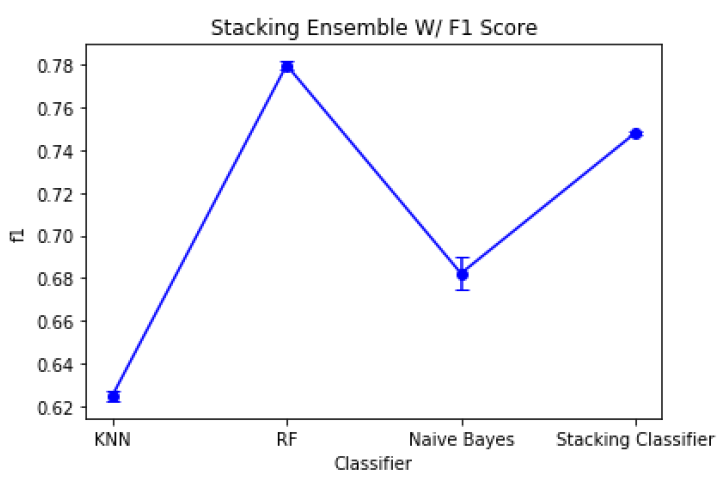 Stacking Ensemble W/ F1 Score
0.78
0.76
0.74
0.72
0.70
0.68
0.66
0.64
0.62
f1
KNN
RF
Naive Bayes
Stacking Classifier
Classifier